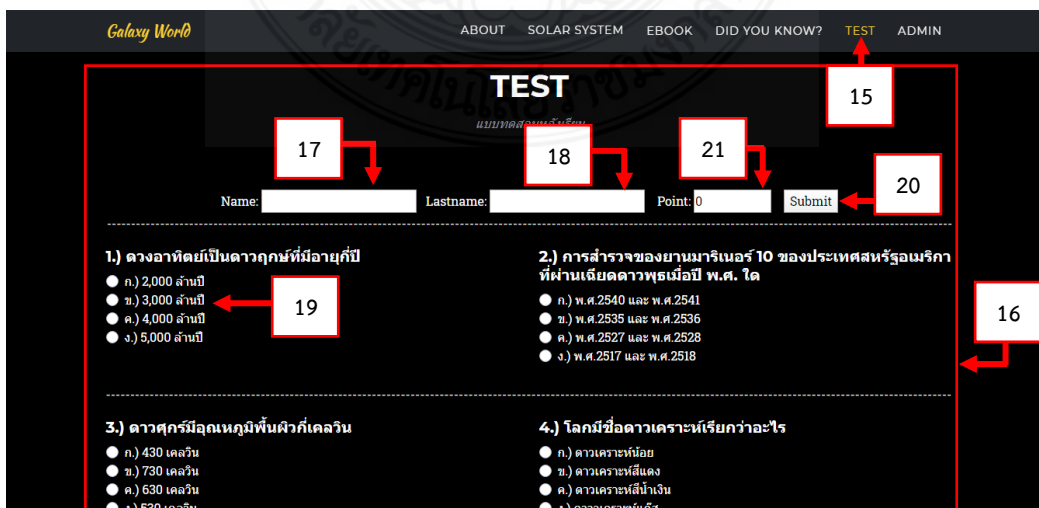 Galaxy World ABOUT SOLAR SYSTEM EBOOK DID YOU KNOW? TEST ADMIN
15
TEST
17
18
21
20
Name: Lastname: Point: 0 Submit
1.) ดวงอาทิตย์เป็นดาวฤกษ์ที่มีอายุกี่ปี
ก.) 2,000 ล้านปี
ข.) 3,000 ล้านปี
ค.) 4,000 ล้านปี
ง.) 5,000 ล้านปี
19
2.) การสำรวจของยานมาริเนอร์ 10 ของประเทศสหรัฐอเมริกา
ที่ผ่านเฉียดดาวพุธเมื่อปี พ.ศ. ใด
ก.) พ.ศ.2540 และ พ.ศ.2541
ข.) พ.ศ.2535 และ พ.ศ.2536
ค.) พ.ศ.2527 และ พ.ศ.2528
ง.) พ.ศ.2517 และ พ.ศ.2518
16
3.) ดาวศุกร์มีอุณหภูมิพื้นผิวกี่เคลวิน
ก.) 430 เคลวิน
ข.) 730 เคลวิน
ค.) 630 เคลวิน
ง.) 530 เคลวิน
4.) โลกมีชื่อดาวเคราะห์เรียกว่าอะไร
ก.) ดาวเคราะห์น้อย
ข.) ดาวเคราะห์สีแดง
ค.) ดาวเคราะห์สีน้ำเงิน